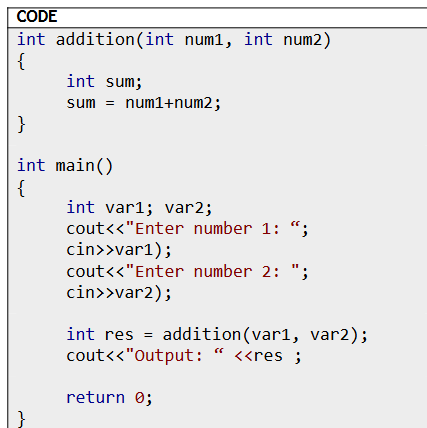 CODE
int addition(int num1, int num2)
{
int sum;
sum = num1+num2;
}
int main()
{
int var1; var2;
cout<<"Enter number 1: “;
cin>>var1);
cout<<"Enter number 2: ";
cin>>var2);
int res = addition(var1, var2);
cout<<"Output: “ <<res ;
return 0;
}